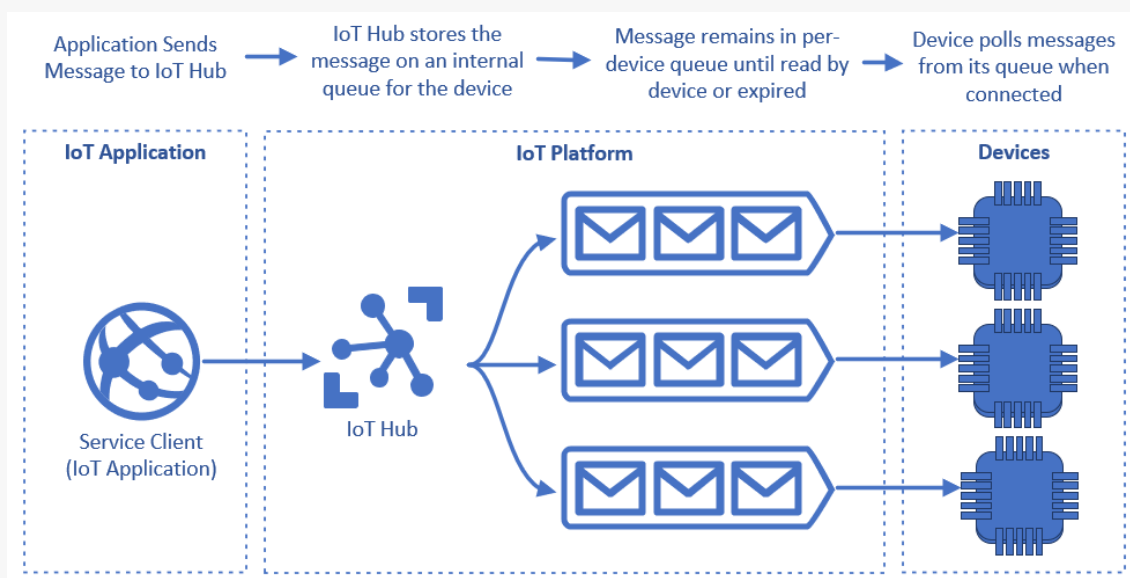 Application Sends
Message to IoT Hub
IoT Hub stores the
message on an internal
queue for the device
Message remains in per-
device queue until read by
device or expired
Device polls messages
from its queue when
connected
IoT Application
IoT Platform
Devices
Service Client
(IoT Application)
IoT Hub